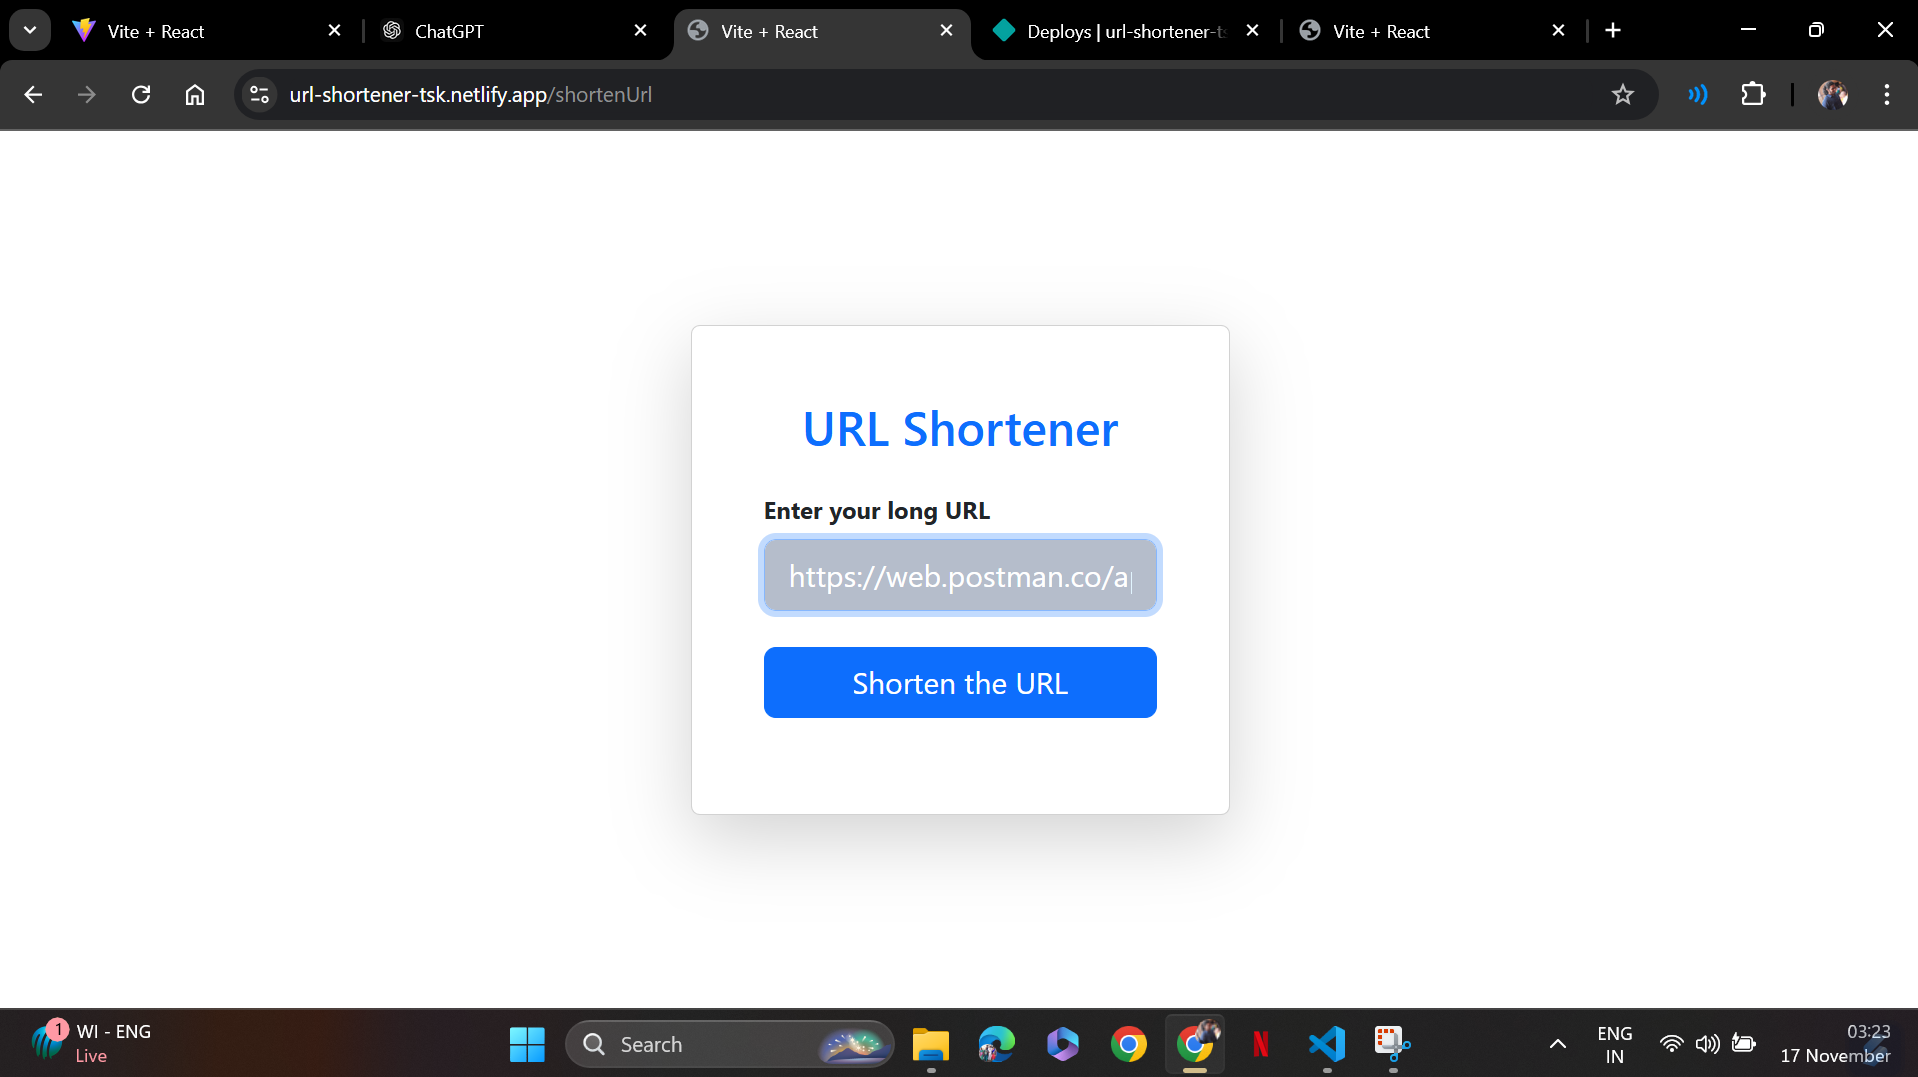 Vite + React
ChatGPT
Vite + React
Deploys | url-shortener-ts
Vite + React
url-shortener-tsk.netlify.app/shortenUrl
URL Shortener
Enter your long URL
https://web.postman.co/a
Shorten the URL
1
WI - ENG
Live
Search
N
ENG
IN
03:23
17 November